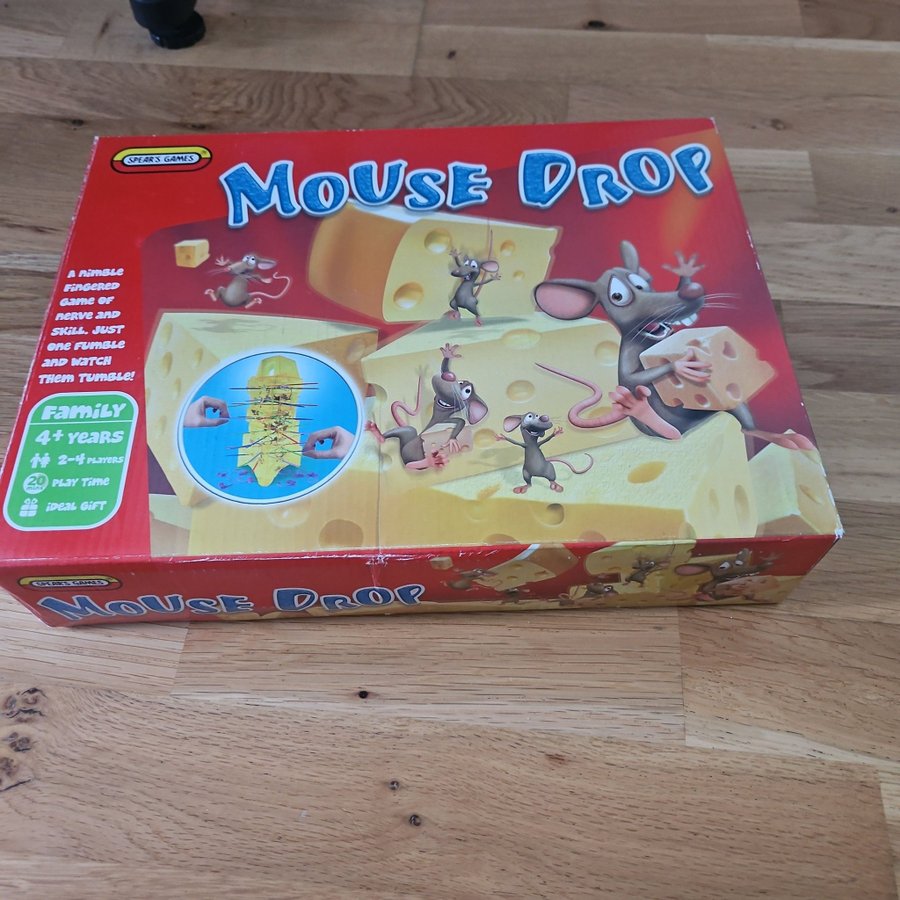 SPEAR'S GAMES
MOUSE DROP
A nimble
fingered
game of
nerve and
skill. Just
one fumble
and watch
them tumble!
Family
4+ years
2-4 players
20 mins Play Time
ideal Gift
SPEAR'S GAMES
MOUSE DROP